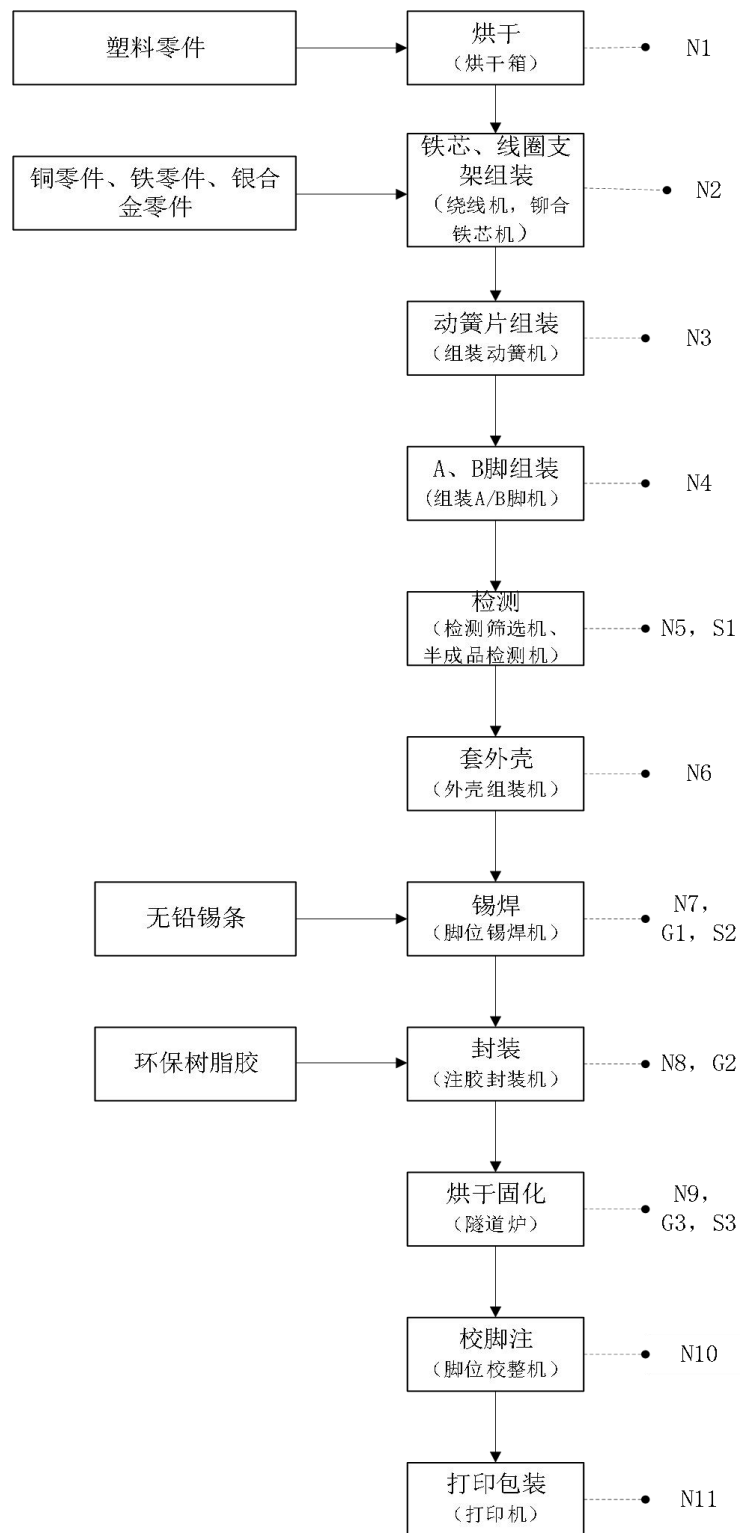 塑料零件
烘干
（烘干箱）
N1
铜零件、铁零件、银合
金零件
铁芯、线圈支
架组装
（绕线机，铆合
铁芯机）
N2
动簧片组装
（组装动簧机）
N3
A、B脚组装
（组装A/B脚机）
N4
检测
（检测筛选机、
半成品检测机）
N5，S1
套外壳
（外壳组装机）
N6
无铅锡条
锡焊
（脚位锡焊机）
N7，
G1，S2
环保树脂胶
封装
（注胶封装机）
N8，G2
烘干固化
（隧道炉）
N9，
G3，S3
校脚注
（脚位校整机）
N10
打印包装
（打印机）
N11